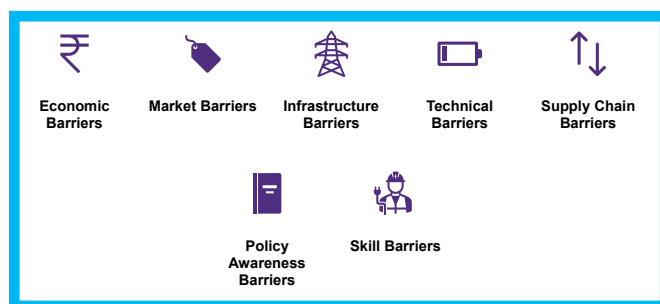 Economic
Barriers
Market Barriers
Infrastructure
Barriers
Technical
Barriers
Supply Chain
Barriers
Policy
Awareness
Barriers
Skill Barriers